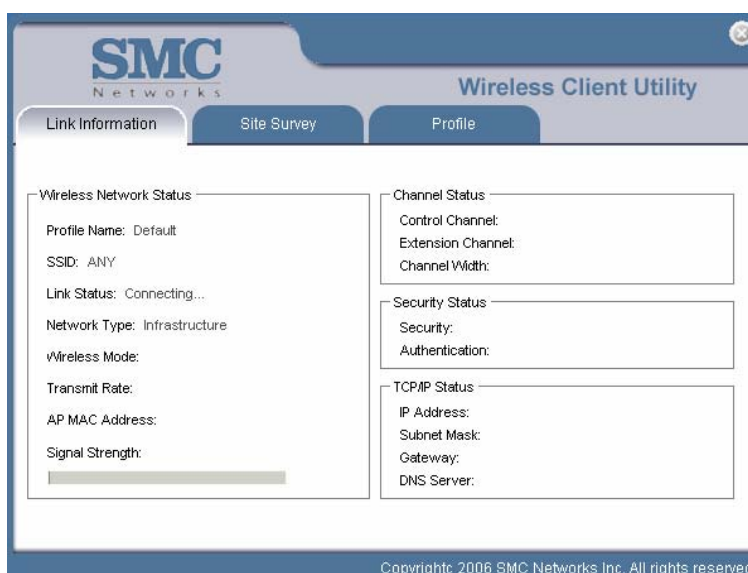 SMC
Networks
Wireless Client Utility
Link Information
Site Survey
Profile
Wireless Network Status
Profile Name: Default
SSID: ANY
Link Status: Connecting...
Network Type: Infrastructure
Wireless Mode:
Transmit Rate:
AP MAC Address:
Signal Strength:
Channel Status
Control Channel:
Extension Channel:
Channel Width:
Security Status
Security:
Authentication:
TCP/IP Status
IP Address:
Subnet Mask:
Gateway:
DNS Server:
Copyrightc 2006 SMC Networks Inc. All rights reserved